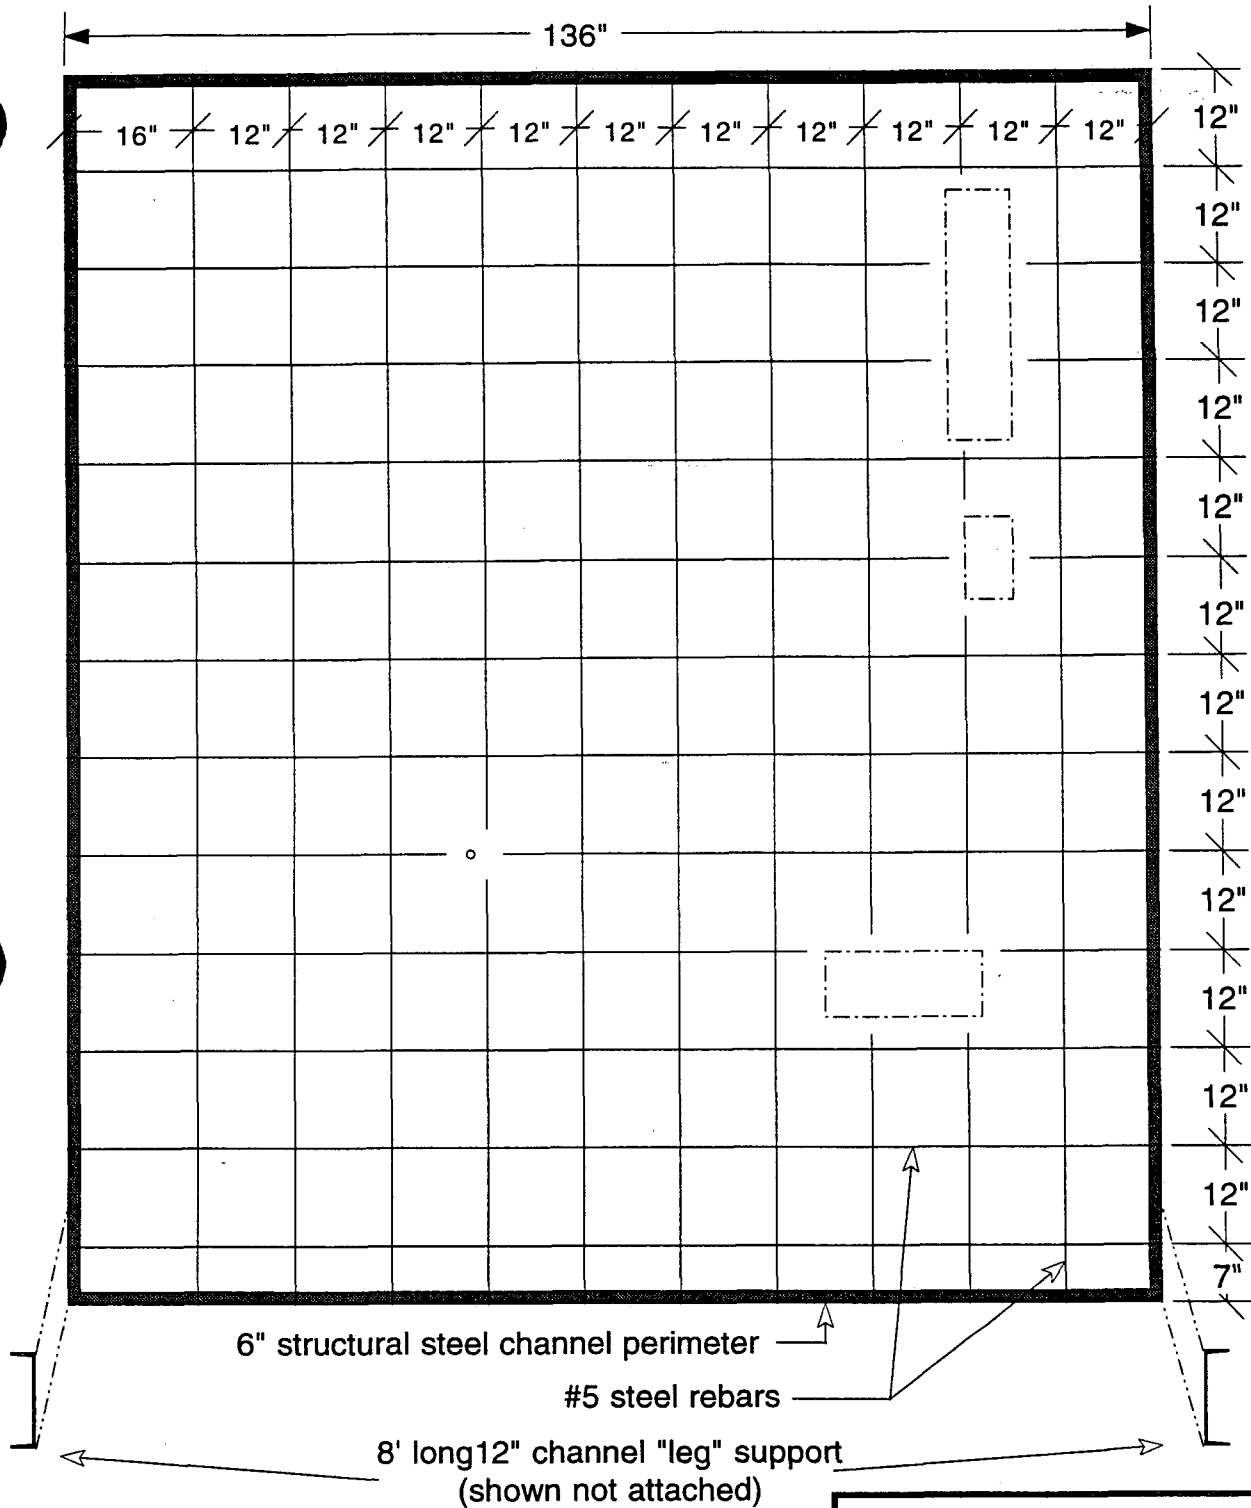 136"
16" 12" 12" 12" 12" 12" 12" 12" 12" 12" 12"
12"
12"
12"
12"
12"
12"
12"
12"
12"
12"
12"
12"
7"
6" structural steel channel perimeter
#5 steel rebars
8' long12" channel "leg" support
(shown not attached)